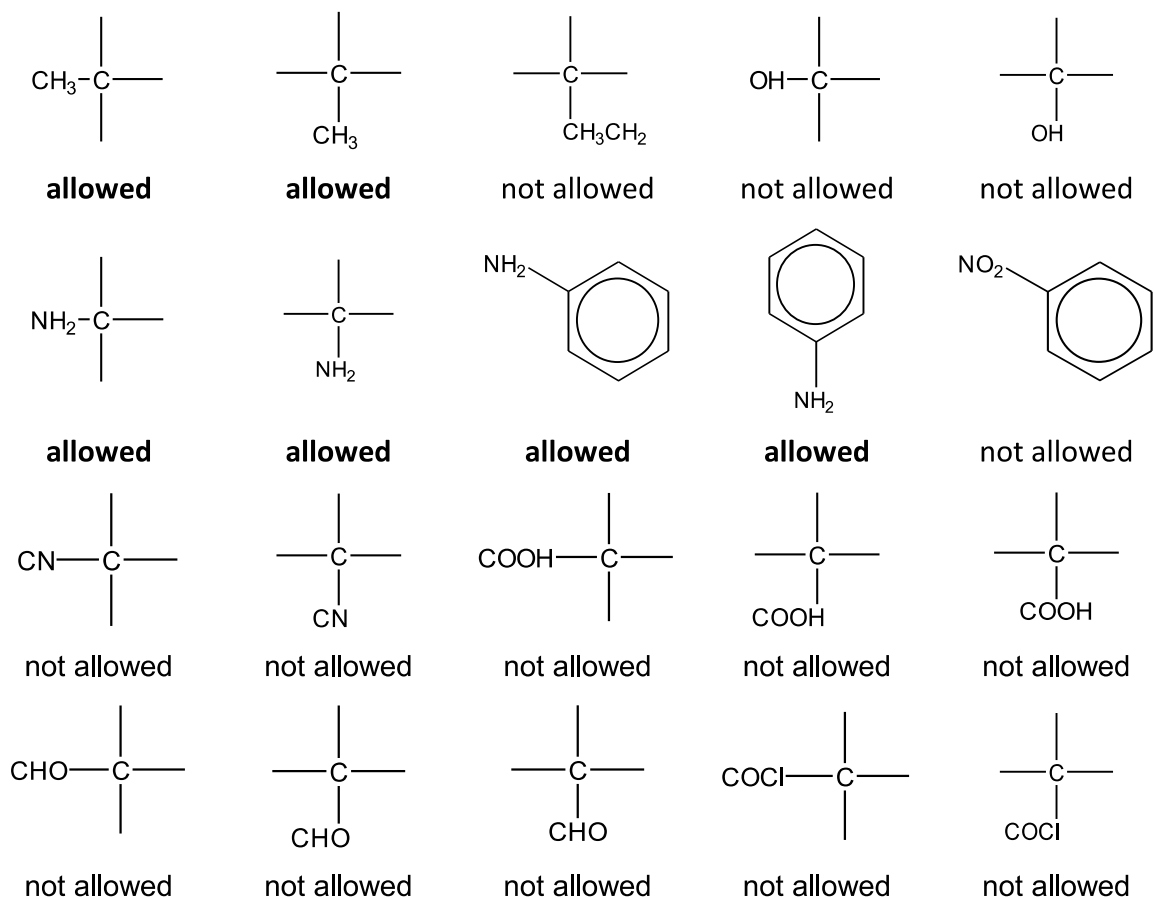 CH₃ C C C OH C C
CH₃ CH₃CH₂ OH
allowed allowed not allowed not allowed not allowed
NH₂ NO₂
NH₂ C C
NH₂ NH₂
allowed allowed allowed allowed not allowed
CN C C COOH C C C
CN COOH COOH
not allowed not allowed not allowed not allowed not allowed
CHO C C C COCl C C
CHO CHO COCl
not allowed not allowed not allowed not allowed not allowed